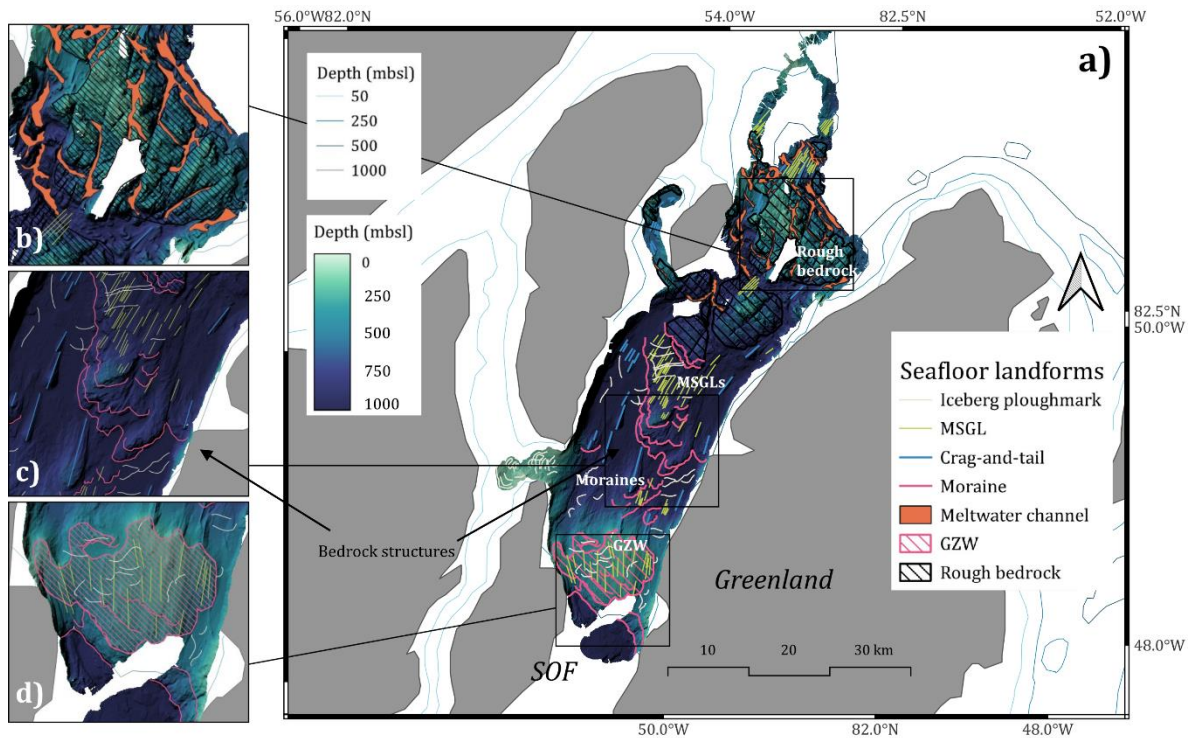 56.0°W 82.0°N 54.0°W 82.5°N 52.0°W
a)
Depth (mbsl)
50
250
500
1000
Depth (mbsl)
0
250
500
750
1000
b)
c)
d)
Rough
bedrock
MSGLs
Moraines
GZW
Bedrock structures
Greenland
SOF
10 20 30 km
82.5°N
50.0°W
Seafloor landforms
Iceberg ploughmark
MSGL
Crag-and-tail
Moraine
Meltwater channel
GZW
Rough bedrock
48.0°W
50.0°W 82.0°N 48.0°W